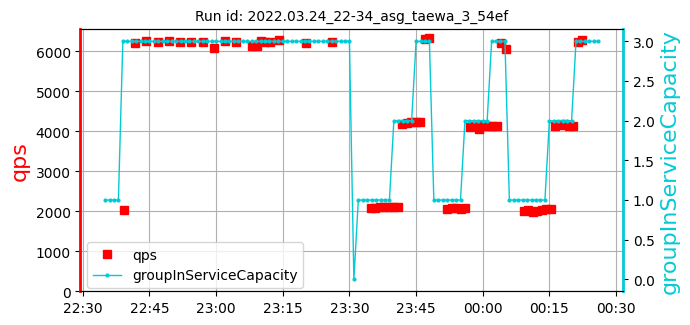 Run id: 2022.03.24_22-34_asg_taewa_3_54ef
qps
6000
5000
4000
3000
2000
1000
0
3.0
2.5
2.0
1.5
1.0
0.5
0.0
groupInServiceCapacity
qps
groupInServiceCapacity
22:30 22:45 23:00 23:15 23:30 23:45 00:00 00:15 00:30